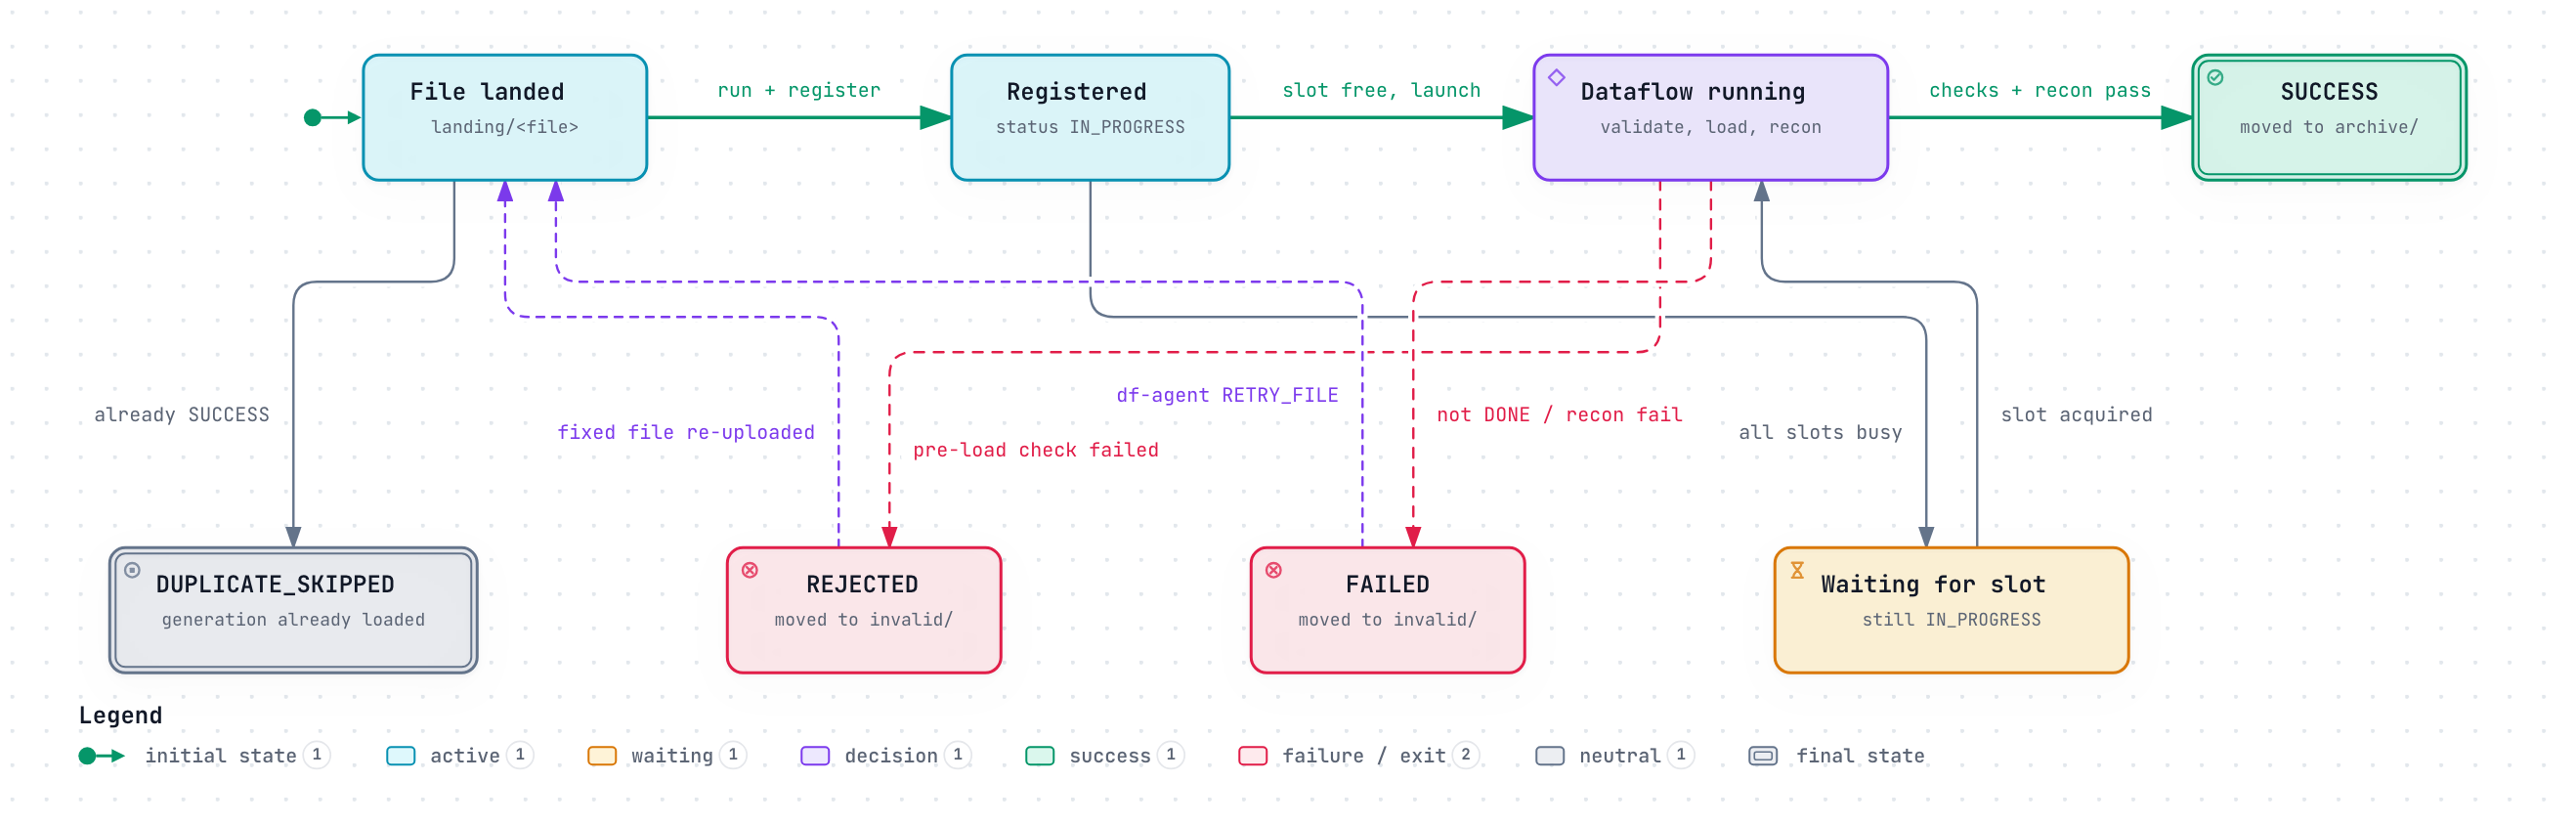 File landed
landing/<file>
run + register
Registered
status IN_PROGRESS
slot free, launch
Dataflow running
validate, load, recon
checks + recon pass
SUCCESS
moved to archive/
already SUCCESS
fixed file re-uploaded
pre-load check failed
df-agent RETRY_FILE
not DONE / recon fail
all slots busy
slot acquired
DUPLICATE_SKIPPED
generation already loaded
REJECTED
moved to invalid/
FAILED
moved to invalid/
Waiting for slot
still IN_PROGRESS
Legend
initial state 1
active 1
waiting 1
decision 1
success 1
failure / exit 2
neutral 1
final state